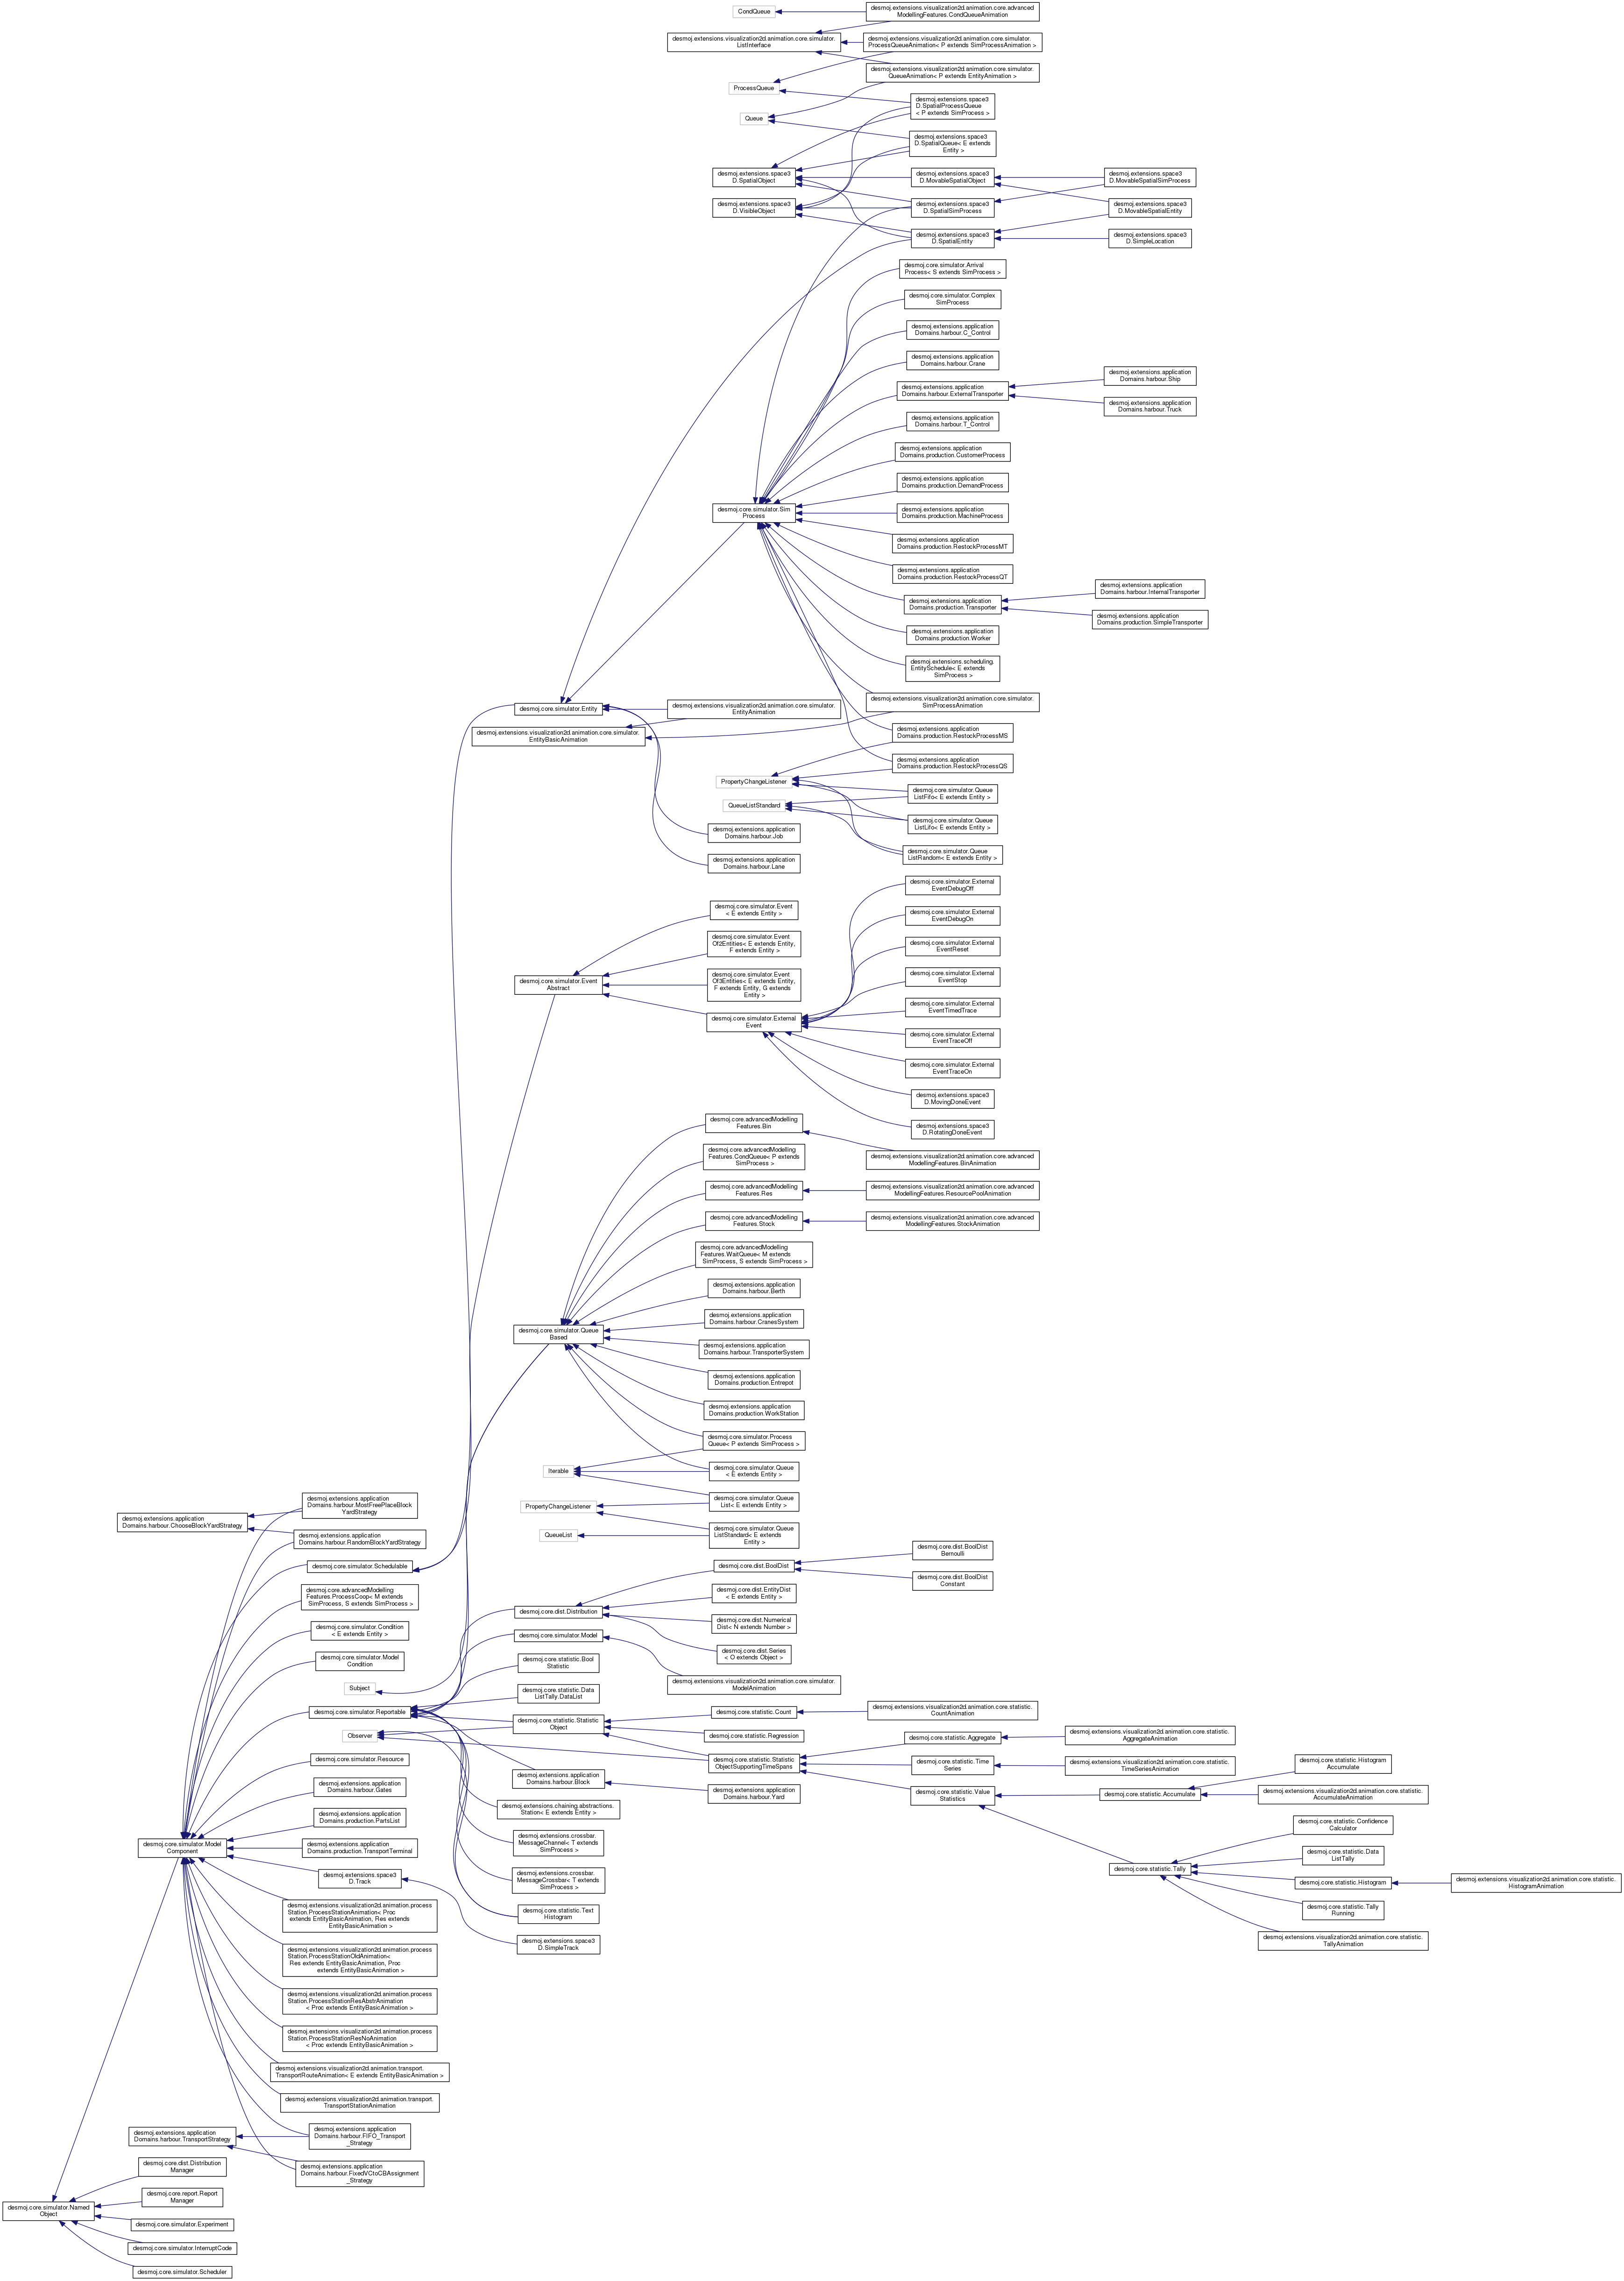 CondQueue
desmoj.extensions.visualization2d.animation.core.advanced
ModellingFeatures.CondQueueAnimation
desmoj.extensions.visualization2d.animation.core.simulator.
ListInterface
desmoj.extensions.visualization2d.animation.core.simulator.
ProcessQueueAnimation< P extends SimProcessAnimation >
desmoj.extensions.visualization2d.animation.core.simulator.
QueueAnimation< P extends EntityAnimation >
ProcessQueue
desmoj.extensions.space3
D.SpatialProcessQueue
< P extends SimProcess >
Queue
desmoj.extensions.space3
D.SpatialQueue< E extends
Entity >
desmoj.extensions.space3
D.SpatialObject
desmoj.extensions.space3
D.MovableSpatialObject
desmoj.extensions.space3
D.MovableSpatialSimProcess
desmoj.extensions.space3
D.VisibleObject
desmoj.extensions.space3
D.SpatialSimProcess
desmoj.extensions.space3
D.MovableSpatialEntity
desmoj.extensions.space3
D.SpatialEntity
desmoj.extensions.space3
D.SimpleLocation
desmoj.core.simulator.Arrival
Process< S extends SimProcess >
desmoj.core.simulator.Complex
SimProcess
desmoj.extensions.application
Domains.harbour.C_Control
desmoj.extensions.application
Domains.harbour.Crane
desmoj.extensions.application
Domains.harbour.ExternalTransporter
desmoj.extensions.application
Domains.harbour.Ship
desmoj.extensions.application
Domains.harbour.Truck
desmoj.extensions.application
Domains.harbour.T_Control
desmoj.extensions.application
Domains.production.CustomerProcess
desmoj.extensions.application
Domains.production.DemandProcess
desmoj.core.simulator.Sim
Process
desmoj.extensions.application
Domains.production.MachineProcess
desmoj.extensions.application
Domains.production.RestockProcessMT
desmoj.extensions.application
Domains.production.RestockProcessQT
desmoj.extensions.application
Domains.production.Transporter
desmoj.extensions.application
Domains.harbour.InternalTransporter
desmoj.extensions.application
Domains.production.SimpleTransporter
desmoj.extensions.application
Domains.production.Worker
desmoj.extensions.scheduling.
EntitySchedule< E extends
SimProcess >
desmoj.core.simulator.Entity
desmoj.extensions.visualization2d.animation.core.simulator.
EntityAnimation
desmoj.extensions.visualization2d.animation.core.simulator.
SimProcessAnimation
desmoj.extensions.visualization2d.animation.core.simulator.
EntityBasicAnimation
desmoj.extensions.application
Domains.production.RestockProcessMS
desmoj.extensions.application
Domains.production.RestockProcessQS
PropertyChangeListener
desmoj.core.simulator.Queue
ListFifo< E extends Entity >
QueueListStandard
desmoj.core.simulator.Queue
ListLifo< E extends Entity >
desmoj.extensions.application
Domains.harbour.Job
desmoj.core.simulator.Queue
ListRandom< E extends Entity >
desmoj.extensions.application
Domains.harbour.Lane
desmoj.core.simulator.External
EventDebugOff
desmoj.core.simulator.Event
< E extends Entity >
desmoj.core.simulator.External
EventDebugOn
desmoj.core.simulator.Event
Of2Entities< E extends Entity,
F extends Entity >
desmoj.core.simulator.External
EventReset
desmoj.core.simulator.Event
Abstract
desmoj.core.simulator.Event
Of3Entities< E extends Entity,
F extends Entity, G extends
Entity >
desmoj.core.simulator.External
EventStop
desmoj.core.simulator.External
EventTimedTrace
desmoj.core.simulator.External
Event
desmoj.core.simulator.External
EventTraceOff
desmoj.core.simulator.External
EventTraceOn
desmoj.extensions.space3
D.MovingDoneEvent
desmoj.extensions.space3
D.RotatingDoneEvent
desmoj.core.advancedModelling
Features.Bin
desmoj.extensions.visualization2d.animation.core.advanced
ModellingFeatures.BinAnimation
desmoj.core.advancedModelling
Features.CondQueue< P extends
SimProcess >
desmoj.core.advancedModelling
Features.Res
desmoj.extensions.visualization2d.animation.core.advanced
ModellingFeatures.ResourcePoolAnimation
desmoj.core.advancedModelling
Features.Stock
desmoj.extensions.visualization2d.animation.core.advanced
ModellingFeatures.StockAnimation
desmoj.core.advancedModelling
Features.WaitQueue< M extends
SimProcess, S extends SimProcess >
desmoj.extensions.application
Domains.harbour.Berth
desmoj.extensions.application
Domains.harbour.CranesSystem
desmoj.core.simulator.Queue
Based
desmoj.extensions.application
Domains.harbour.TransporterSystem
desmoj.extensions.application
Domains.production.Entrepot
desmoj.extensions.application
Domains.production.WorkStation
desmoj.core.simulator.Process
Queue< P extends SimProcess >
Iterable
desmoj.core.simulator.Queue
< E extends Entity >
desmoj.core.simulator.Queue
List< E extends Entity >
PropertyChangeListener
QueueList
desmoj.core.simulator.Queue
ListStandard< E extends
Entity >
desmoj.extensions.application
Domains.harbour.MostFreePlaceBlock
YardStrategy
desmoj.extensions.application
Domains.harbour.ChooseBlockYardStrategy
desmoj.extensions.application
Domains.harbour.RandomBlockYardStrategy
desmoj.core.simulator.Schedulable
desmoj.core.dist.BoolDist
desmoj.core.dist.BoolDist
Bernoulli
desmoj.core.dist.BoolDist
Constant
desmoj.core.advancedModelling
Features.ProcessCoop< M extends
SimProcess, S extends SimProcess >
desmoj.core.dist.Distribution
desmoj.core.dist.EntityDist
< E extends Entity >
desmoj.core.dist.Numerical
Dist< N extends Number >
desmoj.core.simulator.Condition
< E extends Entity >
desmoj.core.simulator.Model
desmoj.core.dist.Series
< O extends Object >
desmoj.core.simulator.Model
Condition
desmoj.core.statistic.Bool
Statistic
desmoj.extensions.visualization2d.animation.core.simulator.
ModelAnimation
Subject
desmoj.core.statistic.Data
ListTally.DataList
desmoj.core.simulator.Reportable
desmoj.core.statistic.Statistic
Object
desmoj.core.statistic.Count
desmoj.extensions.visualization2d.animation.core.statistic.
CountAnimation
Observer
desmoj.core.statistic.Regression
desmoj.core.statistic.Aggregate
desmoj.extensions.visualization2d.animation.core.statistic.
AggregateAnimation
desmoj.core.simulator.Resource
desmoj.core.statistic.Statistic
ObjectSupportingTimeSpans
desmoj.core.statistic.Time
Series
desmoj.extensions.visualization2d.animation.core.statistic.
TimeSeriesAnimation
desmoj.core.statistic.Histogram
Accumulate
desmoj.extensions.application
Domains.harbour.Gates
desmoj.extensions.application
Domains.harbour.Block
desmoj.extensions.application
Domains.harbour.Yard
desmoj.core.statistic.Value
Statistics
desmoj.core.statistic.Accumulate
desmoj.extensions.visualization2d.animation.core.statistic.
AccumulateAnimation
desmoj.extensions.application
Domains.production.PartsList
desmoj.extensions.chaining.abstractions.
Station< E extends Entity >
desmoj.core.statistic.Confidence
Calculator
desmoj.core.simulator.Model
Component
desmoj.extensions.application
Domains.production.TransportTerminal
desmoj.extensions.crossbar.
MessageChannel< T extends
SimProcess >
desmoj.core.statistic.Data
ListTally
desmoj.core.statistic.Tally
desmoj.extensions.space3
D.Track
desmoj.extensions.crossbar.
MessageCrossbar< T extends
SimProcess >
desmoj.core.statistic.Histogram
desmoj.extensions.visualization2d.animation.core.statistic.
HistogramAnimation
desmoj.extensions.visualization2d.animation.process
Station.ProcessStationAnimation< Proc
extends EntityBasicAnimation, Res extends
EntityBasicAnimation >
desmoj.core.statistic.Text
Histogram
desmoj.core.statistic.Tally
Running
desmoj.extensions.space3
D.SimpleTrack
desmoj.extensions.visualization2d.animation.core.statistic.
TallyAnimation
desmoj.extensions.visualization2d.animation.process
Station.ProcessStationOldAnimation<
Res extends EntityBasicAnimation, Proc
extends EntityBasicAnimation >
desmoj.extensions.visualization2d.animation.process
Station.ProcessStationResAbstrAnimation
< Proc extends EntityBasicAnimation >
desmoj.extensions.visualization2d.animation.process
Station.ProcessStationResNoAnimation
< Proc extends EntityBasicAnimation >
desmoj.extensions.visualization2d.animation.transport.
TransportRouteAnimation< E extends EntityBasicAnimation >
desmoj.extensions.visualization2d.animation.transport.
TransportStationAnimation
desmoj.extensions.application
Domains.harbour.TransportStrategy
desmoj.extensions.application
Domains.harbour.FIFO_Transport
_Strategy
desmoj.core.dist.Distribution
Manager
desmoj.extensions.application
Domains.harbour.FixedVCtoCBAssignment
_Strategy
desmoj.core.report.Report
Manager
desmoj.core.simulator.Named
Object
desmoj.core.simulator.Experiment
desmoj.core.simulator.InterruptCode
desmoj.core.simulator.Scheduler